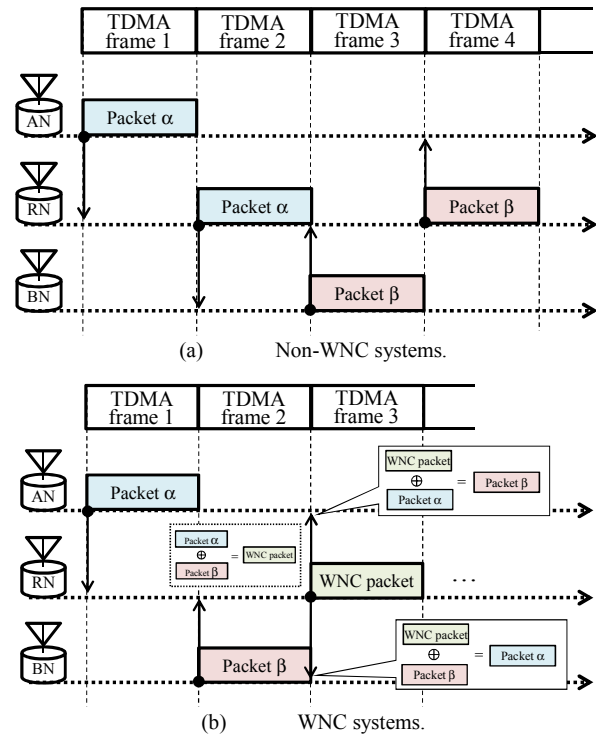 TDMA frame 1 TDMA frame 2 TDMA frame 3 TDMA frame 4
AN
Packet α
RN
Packet α
Packet β
BN
Packet β
(a) Non-WNC systems.
TDMA frame 1 TDMA frame 2 TDMA frame 3
WNC packet
⊕
Packet α
= Packet β
AN
Packet α
Packet α
⊕
Packet β
= WNC packet
RN
WNC packet
...
BN
Packet β
WNC packet
⊕
Packet β
= Packet α
(b) WNC systems.